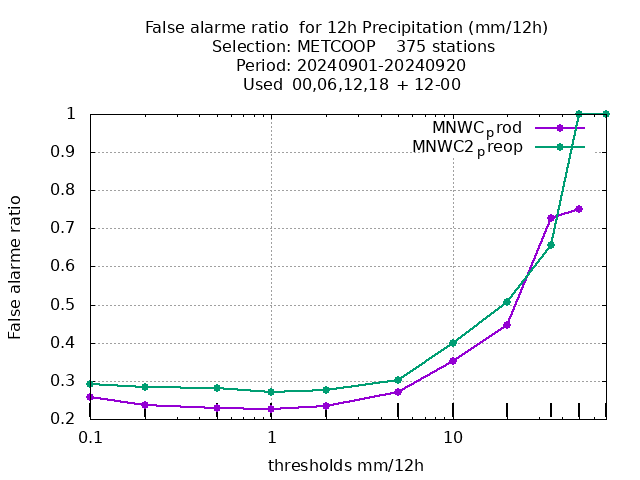 False alarme ratio  for 12h Precipitation (mm/12h)
Selection: METCOOP    375 stations
Period: 20240901-20240920
Used  00,06,12,18  + 12-00
1
MNWCprod
MNWC2preop
0.9
0.8
0.7
0.6
0.5
0.4
0.3
0.2
False alarme ratio
0.1 1 10
thresholds mm/12h